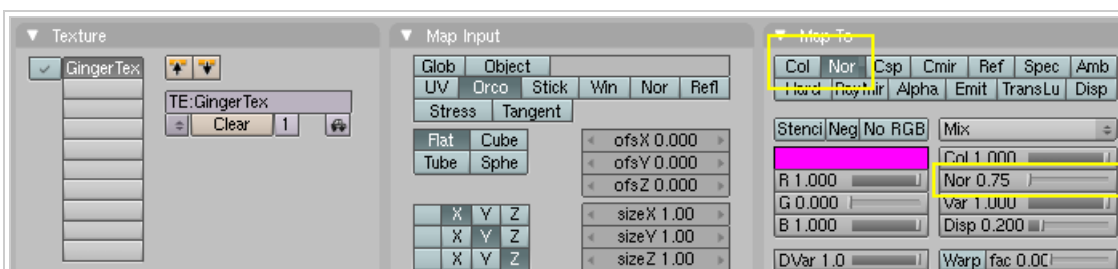 Texture
GingerTex
TE:GingerTex
Clear 1
Map Input
Glob Object
UV Orco Stick Win Nor Refl
Stress Tangent
Flat Cube
Tube Sphe
ofsX 0.000
ofsY 0.000
ofsZ 0.000
X Y Z
X Y Z
X Y Z
sizeX 1.00
sizeY 1.00
sizeZ 1.00
Map To
Col Nor Csp Cmir Ref Spec Amb
Hard RayMir Alpha Emit TransLu Disp
Stenci Neg No RGB
R 1.000
G 0.000
B 1.000
DVar 1.0
Mix
Col 1.000
Nor 0.75
Var 1.000
Disp 0.200
Warp fac 0.00